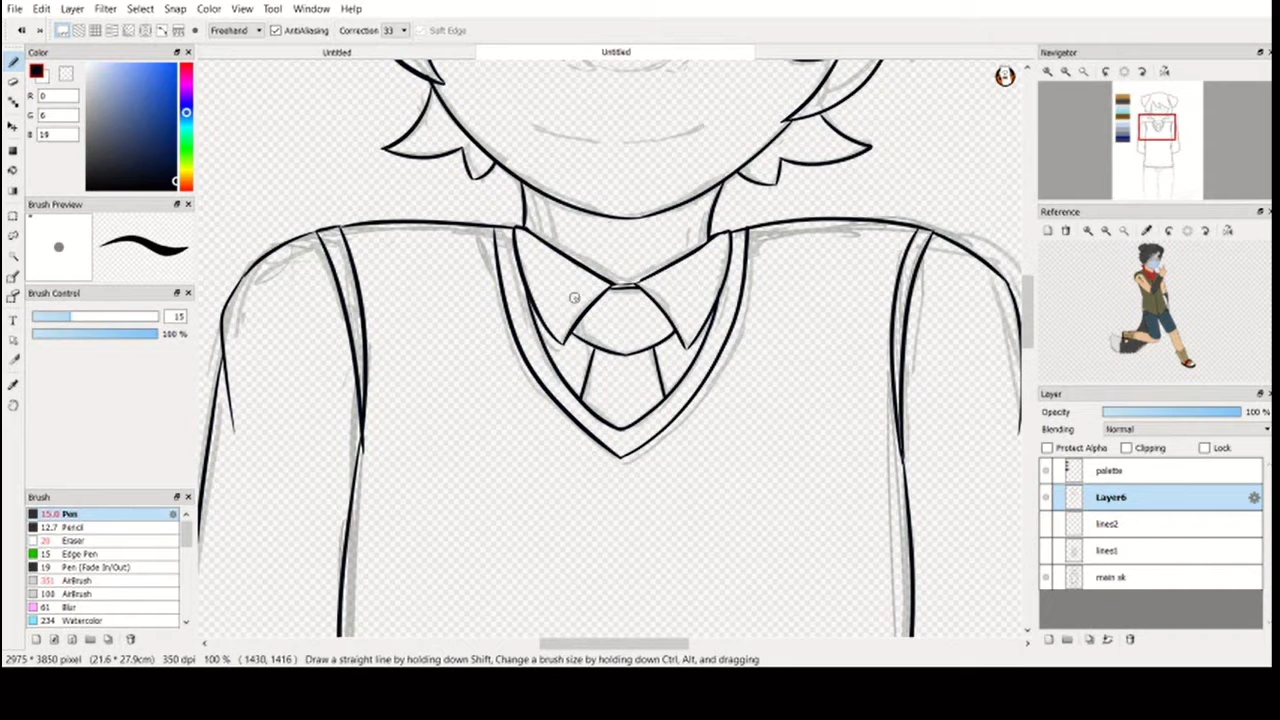 File Edit Layer Filter Select Snap Color View Tool Window Help
Freehand AntiAliasing Correction 33 Soft Edge
Color
Untitled
Untitled
Navigator
R 0
G 6
B 19
Brush Preview
Reference
Brush Control
15
100 %
Layer
Opacity 100 %
Blending Normal
Protect Alpha Clipping Lock
palette
Layer6
lines2
lines1
main sk
Brush
15.0 Pen
12.7 Pencil
20 Eraser
15 Edge Pen
19 Pen (Fade In/Out)
351 AirBrush
100 AirBrush
61 Blur
234 Watercolor
2975 * 3850 pixel (21.6 * 27.9cm) 350 dpi 100 % ( 1430, 1416 ) Draw a straight line by holding down Shift, Change a brush size by holding down Ctrl, Alt, and dragging